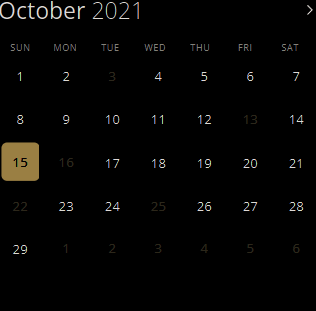 October 2021
SUN MON TUE WED THU FRI SAT
1 2 3 4 5 6 7
8 9 10 11 12 13 14
15 16 17 18 19 20 21
22 23 24 25 26 27 28
29 1 2 3 4 5 6